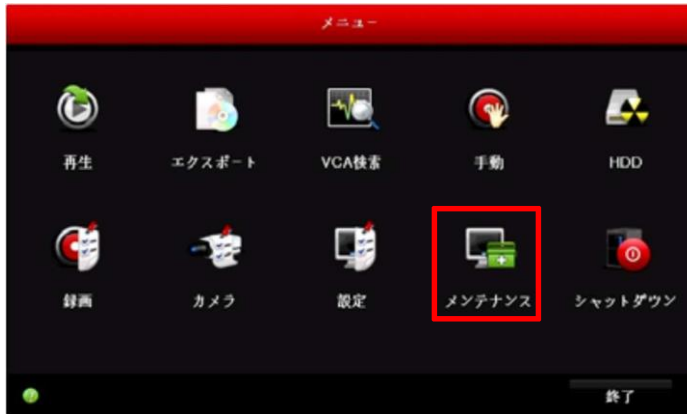 メニュー
再生 エクスポート VCA検索 手動 HDD
録画 カメラ 設定 メンテナンス シャットダウン
終了